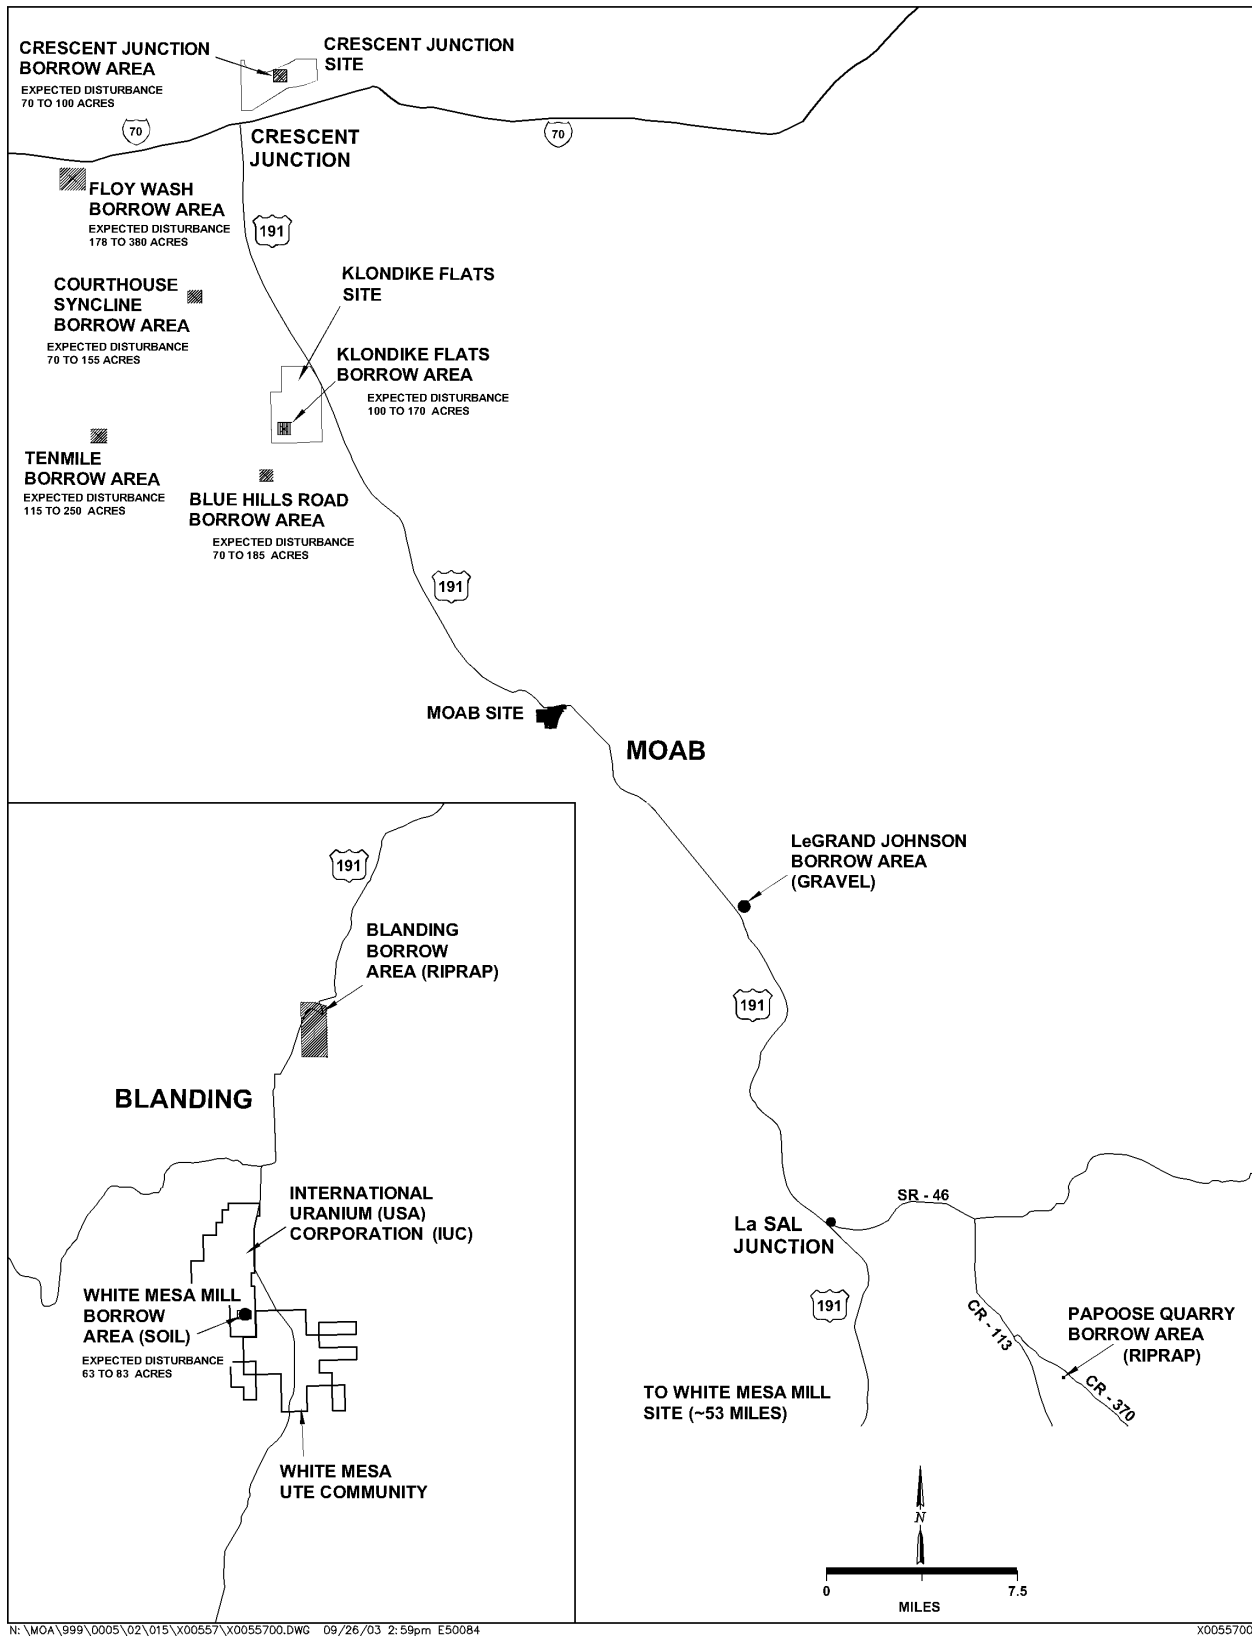 CRESCENT JUNCTION
BORROW AREA
EXPECTED DISTURBANCE
70 TO 100 ACRES
CRESCENT JUNCTION
SITE
70
70
CRESCENT
JUNCTION
FLOY WASH
BORROW AREA
EXPECTED DISTURBANCE
178 TO 380 ACRES
191
COURTHOUSE
SYNCLINE
BORROW AREA
EXPECTED DISTURBANCE
70 TO 155 ACRES
KLONDIKE FLATS
SITE
KLONDIKE FLATS
BORROW AREA
EXPECTED DISTURBANCE
100 TO 170 ACRES
TENMILE
BORROW AREA
EXPECTED DISTURBANCE
115 TO 250 ACRES
BLUE HILLS ROAD
BORROW AREA
EXPECTED DISTURBANCE
70 TO 185 ACRES
191
MOAB SITE
MOAB
LeGRAND JOHNSON
BORROW AREA
(GRAVEL)
191
SR - 46
La SAL
JUNCTION
191
CR - 113
PAPOOSE QUARRY
BORROW AREA
(RIPRAP)
CR - 370
TO WHITE MESA MILL
SITE (~53 MILES)
N
0
7.5
MILES
191
BLANDING
BORROW
AREA (RIPRAP)
BLANDING
INTERNATIONAL
URANIUM (USA)
CORPORATION (IUC)
WHITE MESA MILL
BORROW
AREA (SOIL)
EXPECTED DISTURBANCE
63 TO 83 ACRES
WHITE MESA
UTE COMMUNITY
N: \MOA\999\0005\02\015\X00557\X0055700.DWG 09/26/03 2:59pm E50084
X0055700